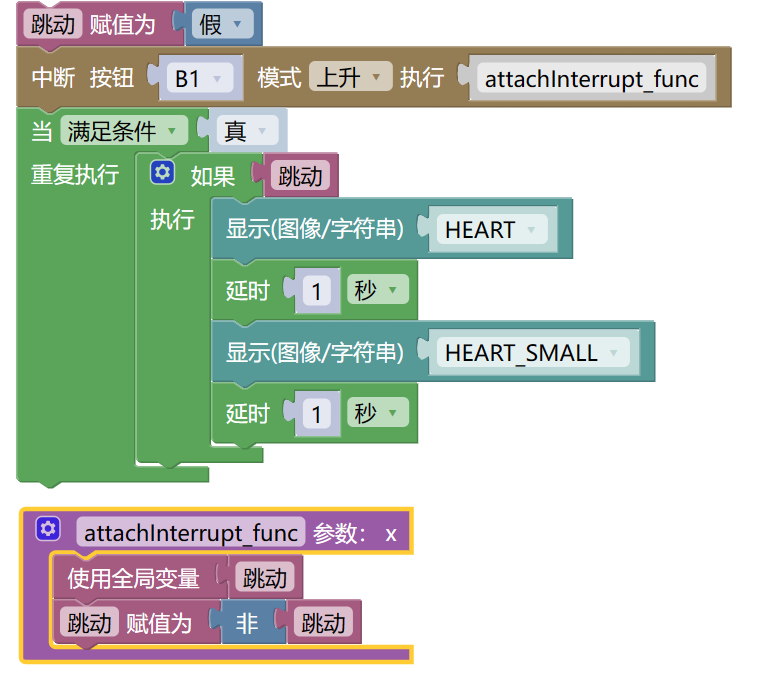 跳动 赋值为 假
中断 按钮 B1 模式 上升 执行 attachInterrupt_func
当 满足条件 真
重复执行 如果 跳动
执行 显示(图像/字符串) HEART
延时 1 秒
显示(图像/字符串) HEART_SMALL
延时 1 秒
attachInterrupt_func 参数: x
使用全局变量 跳动
跳动 赋值为 非 跳动